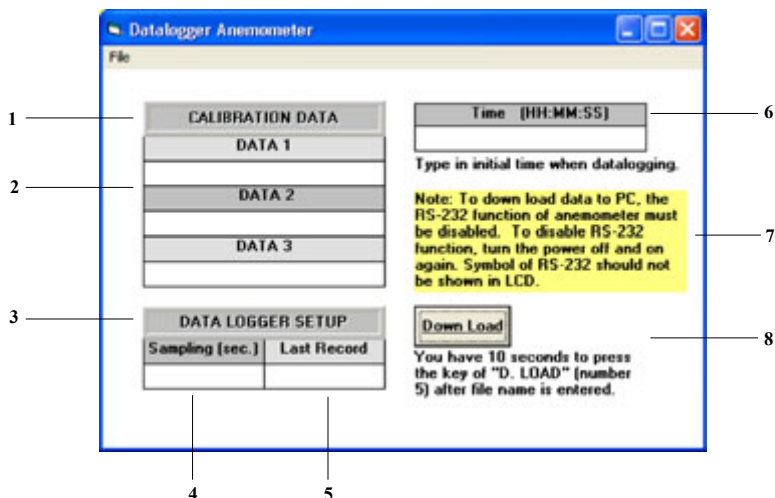 Datalogger Anemometer
File
1
CALIBRATION DATA
DATA 1
2
DATA 2
DATA 3
3
DATA LOGGER SETUP
Sampling (sec.) Last Record
4
5
Time (HH:MM:SS)
6
Type in initial time when datalogging.
Note: To down load data to PC, the
RS-232 function of anemometer must
be disabled. To disable RS-232
function, turn the power off and on
again. Symbol of RS-232 should not
be shown in LCD.
7
Down Load
8
You have 10 seconds to press
the key of "D. LOAD" (number
5) after file name is entered.